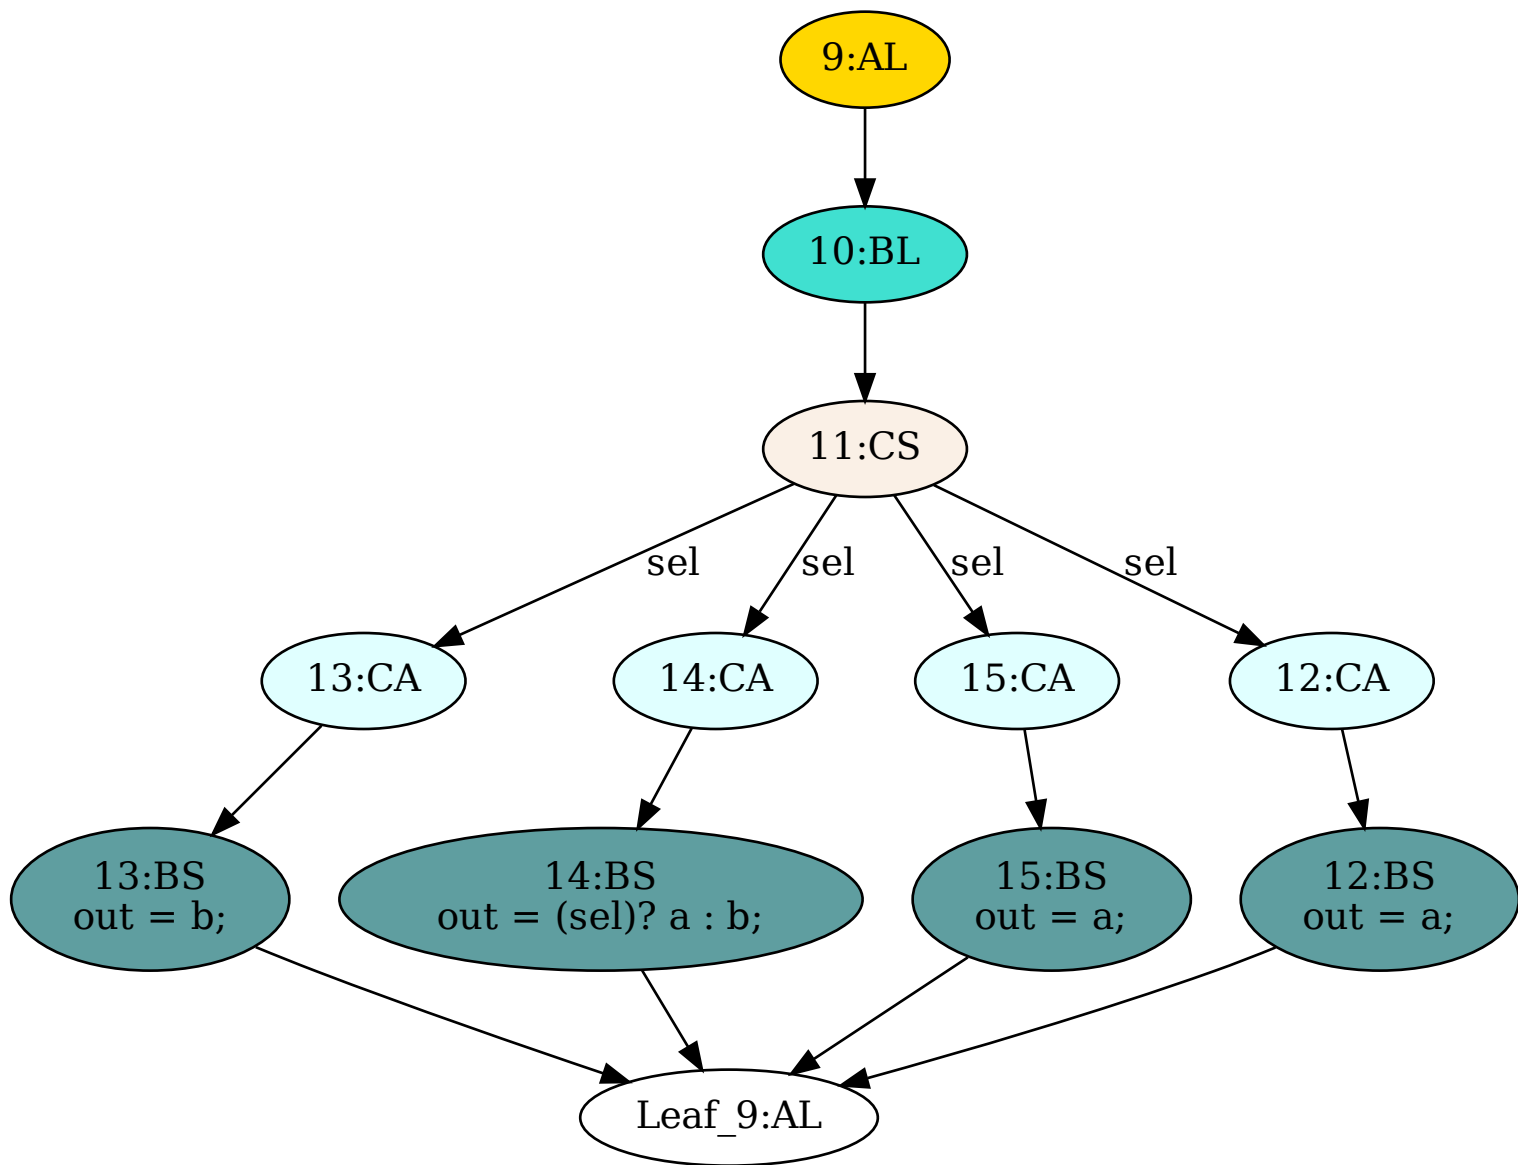 9:AL
10:BL
11:CS
sel
sel
sel
sel
13:CA
14:CA
15:CA
12:CA
13:BS
out = b;
14:BS
out = (sel)? a : b;
15:BS
out = a;
12:BS
out = a;
Leaf_9:AL